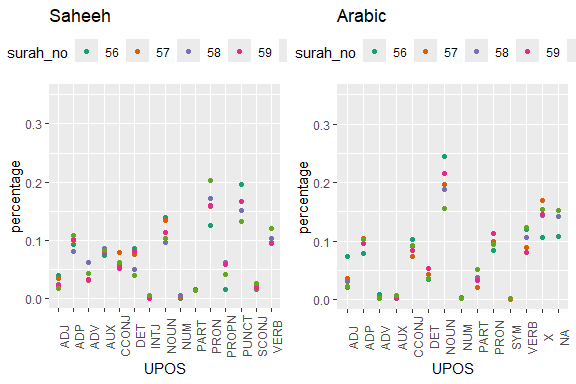 Saheeh
surah_no 56 57 58 59
percentage
0.3
0.2
0.1
0.0
ADJ ADP ADV AUX CCONJ DET INTJ NOUN NUM PART PRON PROPN PUNCT SCONJ VERB
UPOS
Arabic
surah_no 56 57 58 59
percentage
0.3
0.2
0.1
0.0
ADJ ADP ADV AUX CCONJ DET NOUN NUM PART PRON SYM VERB X NA
UPOS